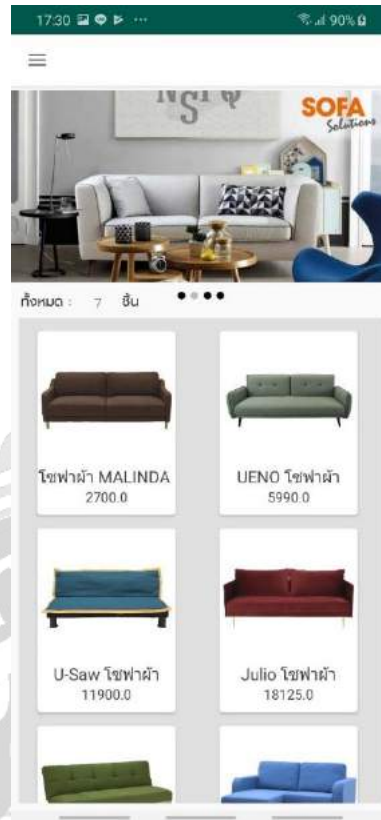 17:30 ... 90%
SOFA
Solutions
ทั้งหมด : 7 ชิ้น
โซฟาผ้า MALINDA
2700.0
UENO โซฟาผ้า
5990.0
U-Saw โซฟาผ้า
11900.0
Julio โซฟาผ้า
18125.0